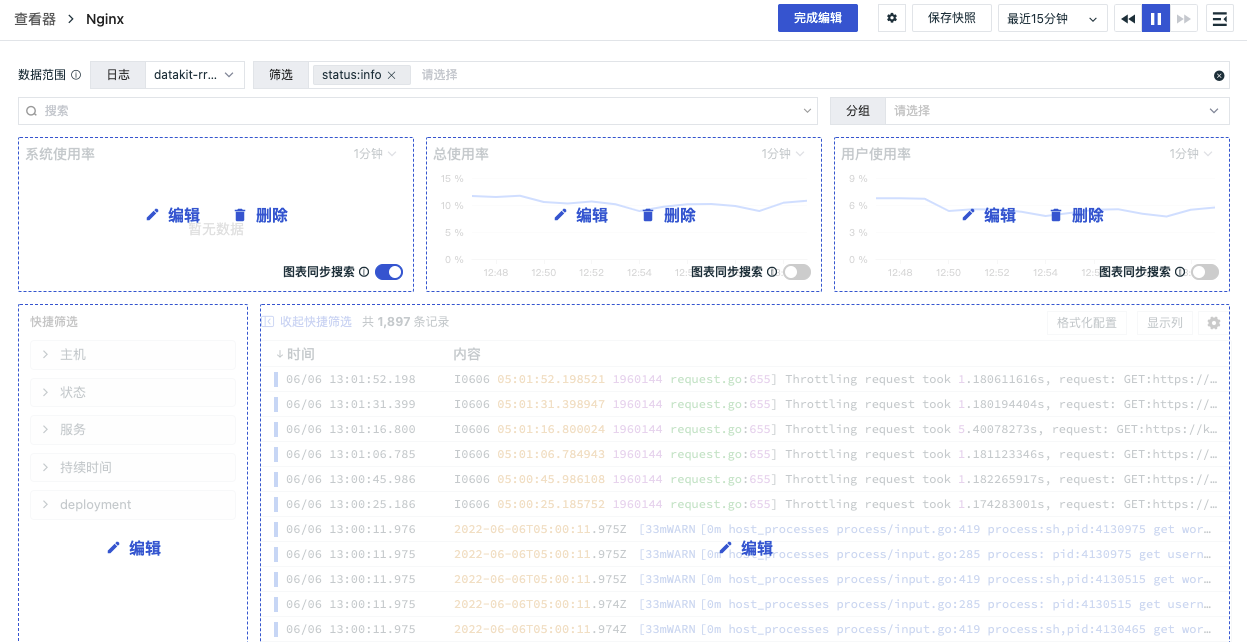 查看器 > Nginx
完成编辑
保存快照
最近15分钟
数据范围 日志 datakit-rr... 筛选 status:info × 请选择
搜索
分组 请选择
系统使用率 1分钟
编辑 删除
暂无数据
图表同步搜索
总使用率 1分钟
15 %
10 %
5 %
0 %
编辑 删除
12:48 12:50 12:52 12:54
图表同步搜索
用户使用率 1分钟
9 %
6 %
3 %
0 %
编辑 删除
12:48 12:50 12:52 12:54
图表同步搜索
快捷筛选
主机
状态
服务
持续时间
deployment
编辑
收起快捷筛选 共 1,897 条记录 格式化配置 显示列
时间 内容
06/06 13:01:52.198 I0606 05:01:52.198521 1960144 request.go:655] Throttling request took 1.180611616s, request: GET:https://…
06/06 13:01:31.399 I0606 05:01:31.398947 1960144 request.go:655] Throttling request took 1.180194404s, request: GET:https://…
06/06 13:01:16.800 I0606 05:01:16.800024 1960144 request.go:655] Throttling request took 5.40078273s, request: GET:https://k…
06/06 13:01:06.785 I0606 05:01:06.784943 1960144 request.go:655] Throttling request took 1.181123346s, request: GET:https://…
06/06 13:00:45.986 I0606 05:00:45.986108 1960144 request.go:655] Throttling request took 1.182265917s, request: GET:https://…
06/06 13:00:25.186 I0606 05:00:25.185752 1960144 request.go:655] Throttling request took 1.174283001s, request: GET:https://…
06/06 13:00:11.976 2022-06-06T05:00:11.975Z [33mWARN [0m host_processes process/input.go:419 process:sh,pid:4130975 get wor…
06/06 13:00:11.975 2022-06-06T05:00:11.975Z [33mWARN [0m host_processes process/input.go:285 process: pid:4130975 get usern…
编辑
06/06 13:00:11.975 2022-06-06T05:00:11.975Z [33mWARN [0m host_processes process/input.go:419 process:sh,pid:4130515 get wor…
06/06 13:00:11.975 2022-06-06T05:00:11.974Z [33mWARN [0m host_processes process/input.go:285 process: pid:4130515 get usern…
06/06 13:00:11.975 2022-06-06T05:00:11.974Z [33mWARN [0m host_processes process/input.go:419 process:sh,pid:4130465 get wor…